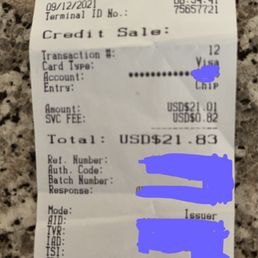 09/12/2021
Terminal ID No.: 75657721
Credit Sale:
Transaction #: 12
Card Type: Visa
Account:
Entry: Chip
Amount: USD$21.01
SVC FEE: USD$0.82
Total: USD$21.83
Ref. Number:
Auth. Code:
Batch Number:
Response:
Mode: Issuer
AID:
TVR:
IAD:
TSI: